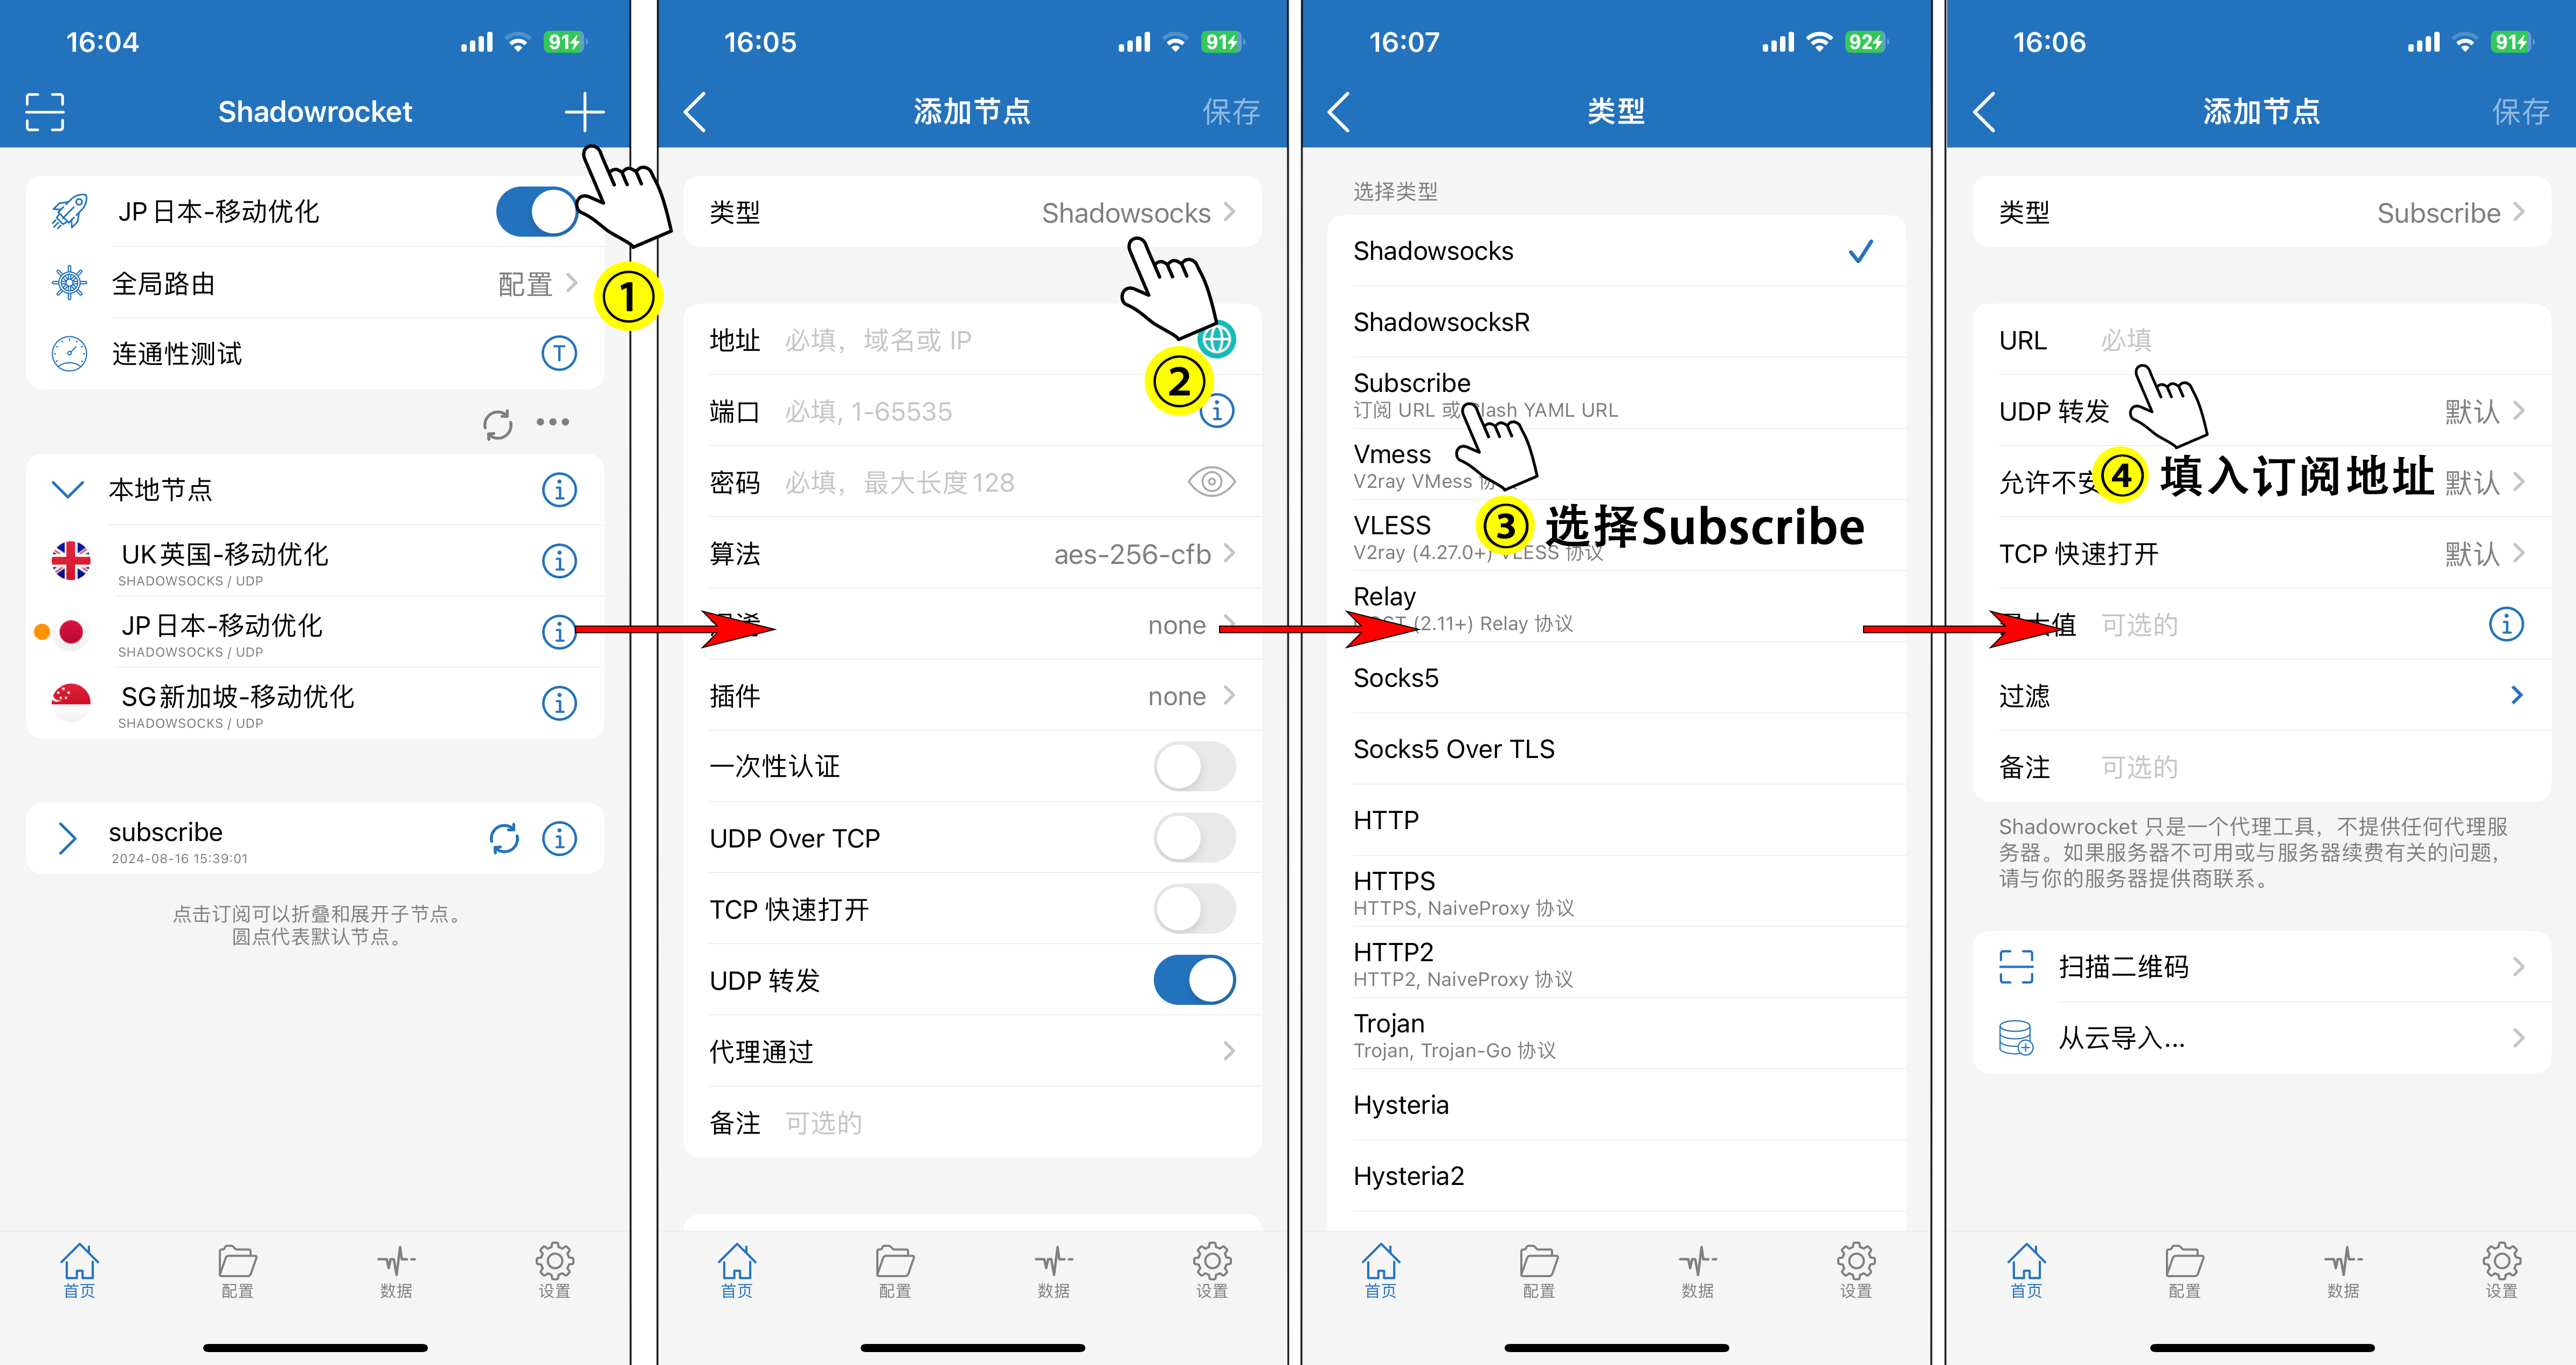 16:04
91
Shadowrocket
JP日本-移动优化
全局路由
配置
①
连通性测试
T
本地节点
UK英国-移动优化
SHADOWSOCKS / UDP
JP日本-移动优化
SHADOWSOCKS / UDP
SG新加坡-移动优化
SHADOWSOCKS / UDP
subscribe
2024-08-16 15:39:01
点击订阅可以折叠和展开子节点。
圆点代表默认节点。
首页
配置
数据
设置
16:05
91
添加节点
保存
类型
Shadowsocks
地址
必填，域名或 IP
②
端口
必填, 1-65535
密码
必填，最大长度128
算法
aes-256-cfb
none
插件
none
一次性认证
UDP Over TCP
TCP 快速打开
UDP 转发
代理通过
备注
可选的
首页
配置
数据
设置
16:07
92
类型
选择类型
Shadowsocks
ShadowsocksR
Subscribe
订阅 URL 或 Clash YAML URL
Vmess
V2ray VMess 协议
③ 选择Subscribe
VLESS
V2ray (4.27.0+) VLESS 协议
Relay
(2.11+) Relay 协议
Socks5
Socks5 Over TLS
HTTP
HTTPS
HTTPS, NaiveProxy 协议
HTTP2
HTTP2, NaiveProxy 协议
Trojan
Trojan, Trojan-Go 协议
Hysteria
Hysteria2
首页
配置
数据
设置
16:06
91
添加节点
保存
类型
Subscribe
URL
必填
UDP 转发
默认
④ 填入订阅地址
允许不安
默认
TCP 快速打开
默认
大值
可选的
过滤
备注
可选的
Shadowrocket 只是一个代理工具，不提供任何代理服
务器。如果服务器不可用或与服务器续费有关的问题，
请与你的服务器提供商联系。
扫描二维码
从云导入...
首页
配置
数据
设置